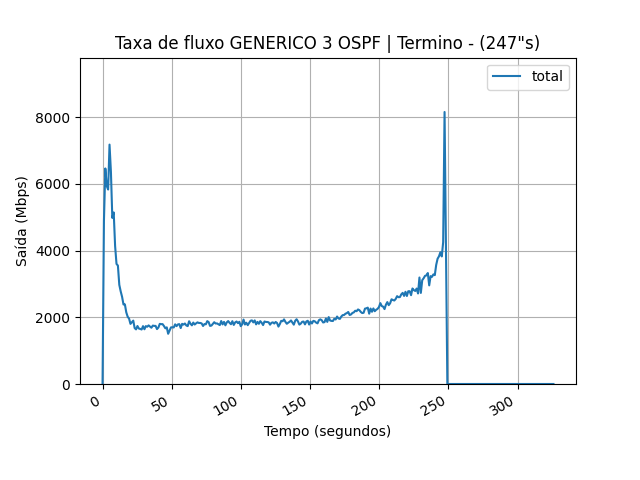 Taxa de fluxo GENERICO 3 OSPF | Termino - (247"s)
total
Saída (Mbps)
8000
6000
4000
2000
0
0 50 100 150 200 250 300
Tempo (segundos)